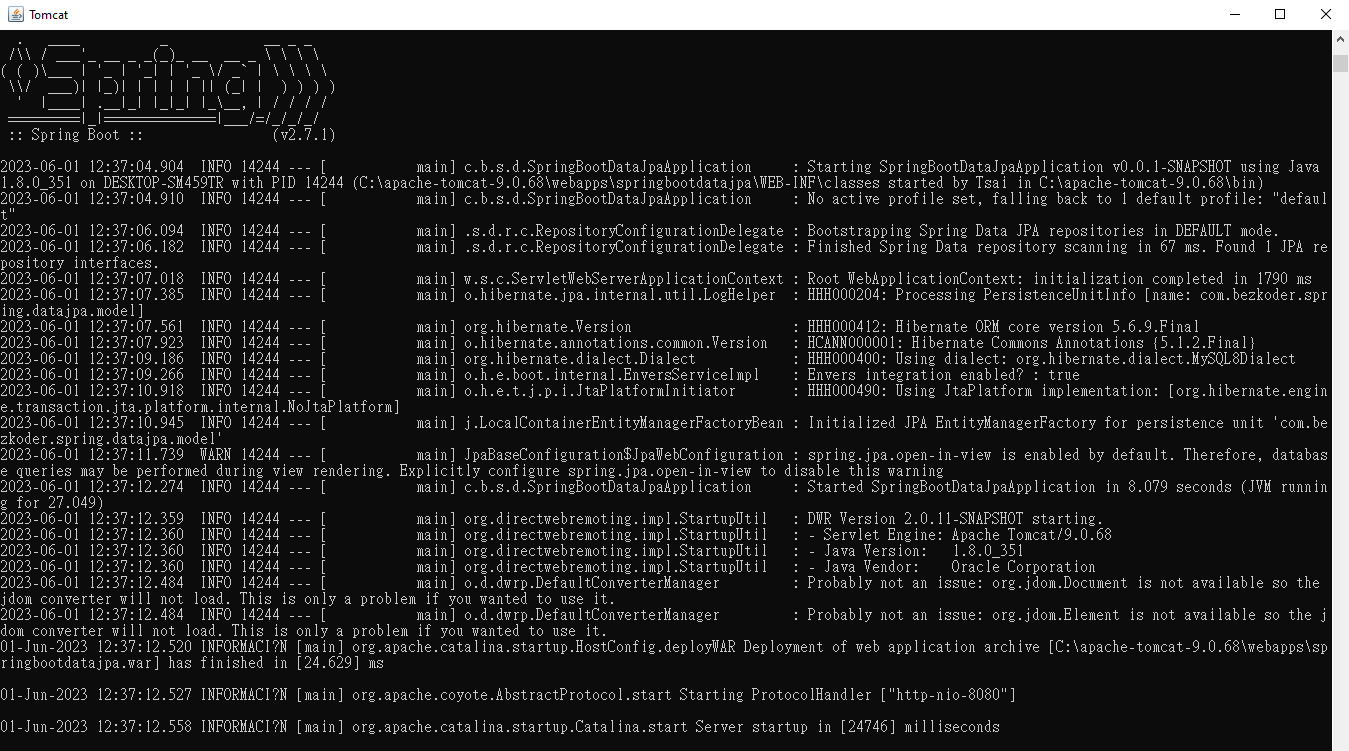 Tomcat
  .   ____          _            __ _ _
 /\\ / ___'_ __ _ _(_)_ __  __ _ \ \ \ \
( ( )\___ | '_ | '_| | '_ \/ _` | \ \ \ \
 \\/  ___)| |_)| | | | | || (_| |  ) ) ) )
  '  |____| .__|_| |_|_| |_\__, | / / / /
 =========|_|==============|___/=/_/_/_/
 :: Spring Boot ::                (v2.7.1)
2023-06-01 12:37:04.904  INFO 14244 --- [           main] c.b.s.d.SpringBootDataJpaApplication     : Starting SpringBootDataJpaApplication v0.0.1-SNAPSHOT using Java
1.8.0_351 on DESKTOP-SM459TR with PID 14244 (C:\apache-tomcat-9.0.68\webapps\springbootdatajpa\WEB-INF\classes started by Tsai in C:\apache-tomcat-9.0.68\bin)
2023-06-01 12:37:04.910  INFO 14244 --- [           main] c.b.s.d.SpringBootDataJpaApplication     : No active profile set, falling back to 1 default profile: "defaul
t"
2023-06-01 12:37:06.094  INFO 14244 --- [           main] .s.d.r.c.RepositoryConfigurationDelegate : Bootstrapping Spring Data JPA repositories in DEFAULT mode.
2023-06-01 12:37:06.182  INFO 14244 --- [           main] .s.d.r.c.RepositoryConfigurationDelegate : Finished Spring Data repository scanning in 67 ms. Found 1 JPA re
pository interfaces.
2023-06-01 12:37:07.018  INFO 14244 --- [           main] w.s.c.ServletWebServerApplicationContext : Root WebApplicationContext: initialization completed in 1790 ms
2023-06-01 12:37:07.385  INFO 14244 --- [           main] o.hibernate.jpa.internal.util.LogHelper  : HHH000204: Processing PersistenceUnitInfo [name: com.bezkoder.spr
ing.datajpa.model]
2023-06-01 12:37:07.561  INFO 14244 --- [           main] org.hibernate.Version                    : HHH000412: Hibernate ORM core version 5.6.9.Final
2023-06-01 12:37:07.923  INFO 14244 --- [           main] o.hibernate.annotations.common.Version   : HCANN000001: Hibernate Commons Annotations {5.1.2.Final}
2023-06-01 12:37:09.186  INFO 14244 --- [           main] org.hibernate.dialect.Dialect            : HHH000400: Using dialect: org.hibernate.dialect.MySQL8Dialect
2023-06-01 12:37:09.266  INFO 14244 --- [           main] o.h.e.boot.internal.EnversServiceImpl    : Envers integration enabled? : true
2023-06-01 12:37:10.918  INFO 14244 --- [           main] o.h.e.t.j.p.i.JtaPlatformInitiator       : HHH000490: Using JtaPlatform implementation: [org.hibernate.engin
e.transaction.jta.platform.internal.NoJtaPlatform]
2023-06-01 12:37:10.945  INFO 14244 --- [           main] j.LocalContainerEntityManagerFactoryBean : Initialized JPA EntityManagerFactory for persistence unit 'com.be
zkoder.spring.datajpa.model'
2023-06-01 12:37:11.739  WARN 14244 --- [           main] JpaBaseConfiguration$JpaWebConfiguration : spring.jpa.open-in-view is enabled by default. Therefore, databas
e queries may be performed during view rendering. Explicitly configure spring.jpa.open-in-view to disable this warning
2023-06-01 12:37:12.274  INFO 14244 --- [           main] c.b.s.d.SpringBootDataJpaApplication     : Started SpringBootDataJpaApplication in 8.079 seconds (JVM runnin
g for 27.049)
2023-06-01 12:37:12.359  INFO 14244 --- [           main] org.directwebremoting.impl.StartupUtil   : DWR Version 2.0.11-SNAPSHOT starting.
2023-06-01 12:37:12.360  INFO 14244 --- [           main] org.directwebremoting.impl.StartupUtil   : - Servlet Engine: Apache Tomcat/9.0.68
2023-06-01 12:37:12.360  INFO 14244 --- [           main] org.directwebremoting.impl.StartupUtil   : - Java Version:   1.8.0_351
2023-06-01 12:37:12.360  INFO 14244 --- [           main] org.directwebremoting.impl.StartupUtil   : - Java Vendor:    Oracle Corporation
2023-06-01 12:37:12.484  INFO 14244 --- [           main] o.d.dwrp.DefaultConverterManager         : Probably not an issue: org.jdom.Document is not available so the
jdom converter will not load. This is only a problem if you wanted to use it.
2023-06-01 12:37:12.484  INFO 14244 --- [           main] o.d.dwrp.DefaultConverterManager         : Probably not an issue: org.jdom.Element is not available so the j
dom converter will not load. This is only a problem if you wanted to use it.
01-Jun-2023 12:37:12.520 INFORMACI?N [main] org.apache.catalina.startup.HostConfig.deployWAR Deployment of web application archive [C:\apache-tomcat-9.0.68\webapps\sp
ringbootdatajpa.war] has finished in [24.629] ms
01-Jun-2023 12:37:12.527 INFORMACI?N [main] org.apache.coyote.AbstractProtocol.start Starting ProtocolHandler ["http-nio-8080"]
01-Jun-2023 12:37:12.558 INFORMACI?N [main] org.apache.catalina.startup.Catalina.start Server startup in [24746] milliseconds